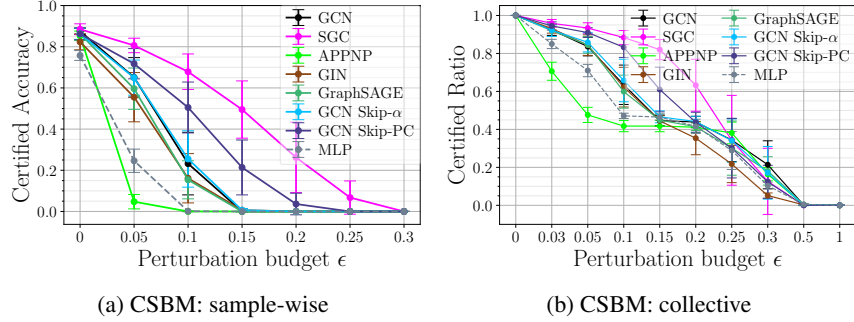 Certified Accuracy
1.0
0.8
0.6
0.4
0.2
0.0
0 0.05 0.1 0.15 0.2 0.25 0.3
Perturbation budget ϵ
GCN
SGC
APPNP
GIN
GraphSAGE
GCN Skip-α
GCN Skip-PC
MLP
(a) CSBM: sample-wise
Certified Ratio
1.0
0.8
0.6
0.4
0.2
0.0
0 0.03 0.05 0.1 0.15 0.2 0.25 0.3 0.5 1
Perturbation budget ϵ
GCN
SGC
APPNP
GIN
GraphSAGE
GCN Skip-α
GCN Skip-PC
MLP
(b) CSBM: collective